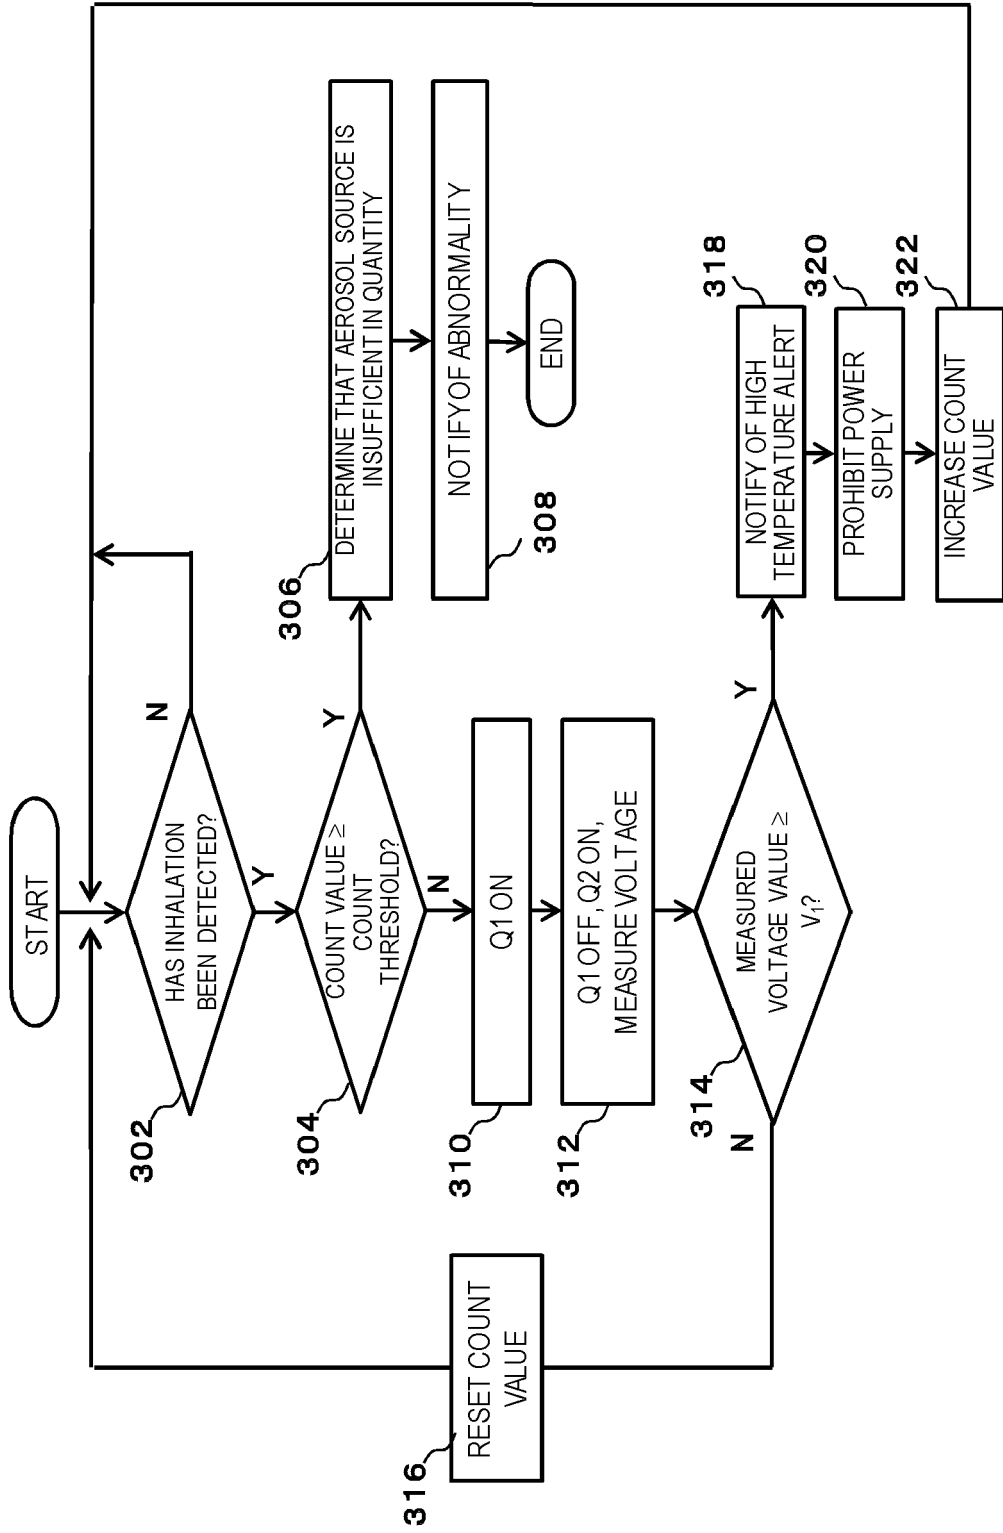 START
HAS INHALATION
BEEN DETECTED?
302
N
Y
COUNT VALUE ≥
COUNT
THRESHOLD?
304
Y
N
306
DETERMINE THAT AEROSOL SOURCE IS
INSUFFICIENT IN QUANTITY
308
NOTIFY OF ABNORMALITY
END
310
Q1 ON
312
Q1 OFF, Q2 ON,
MEASURE VOLTAGE
314
MEASURED
VOLTAGE VALUE ≥
V₁?
N
Y
316
RESET COUNT
VALUE
318
NOTIFY OF HIGH
TEMPERATURE ALERT
320
PROHIBIT POWER
SUPPLY
322
INCREASE COUNT
VALUE